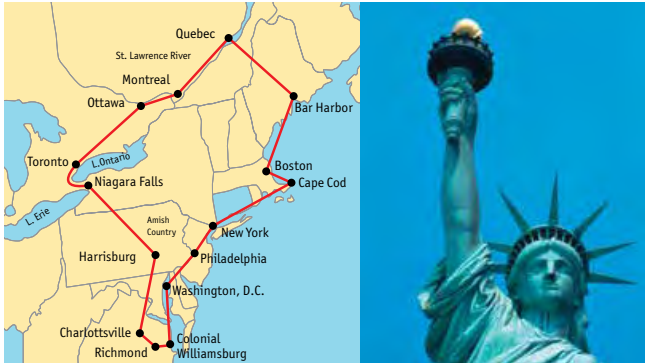 Quebec
St. Lawrence River
Montreal
Ottawa
Bar Harbor
Toronto
L.Ontario
Boston
Niagara Falls
Cape Cod
L. Erie
Amish
Country
New York
Harrisburg
Philadelphia
Washington, D.C.
Charlottsville
Colonial
Williamsburg
Richmond